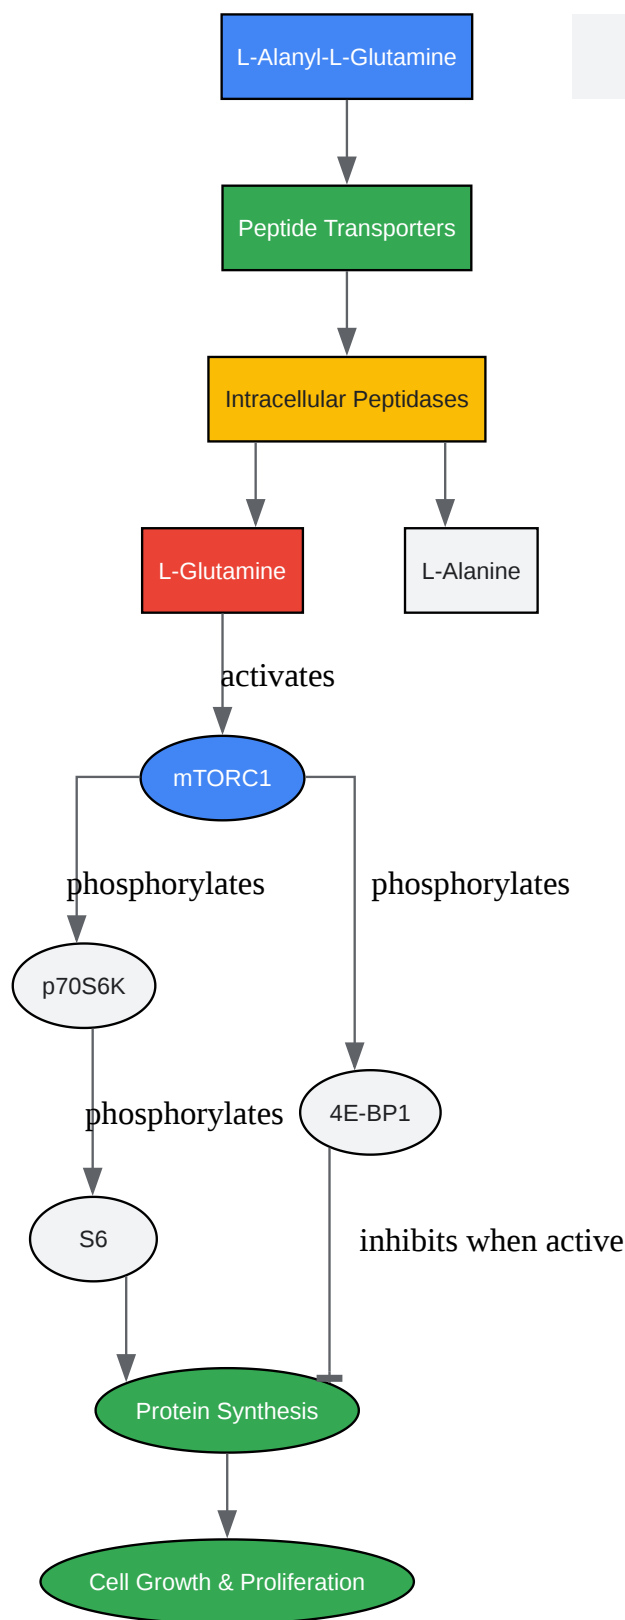 L-Alanyl-L-Glutamine
Peptide Transporters
Intracellular Peptidases
L-Glutamine
L-Alanine
activates
mTORC1
phosphorylates
phosphorylates
p70S6K
phosphorylates
4E-BP1
S6
inhibits when active
Protein Synthesis
Cell Growth & Proliferation